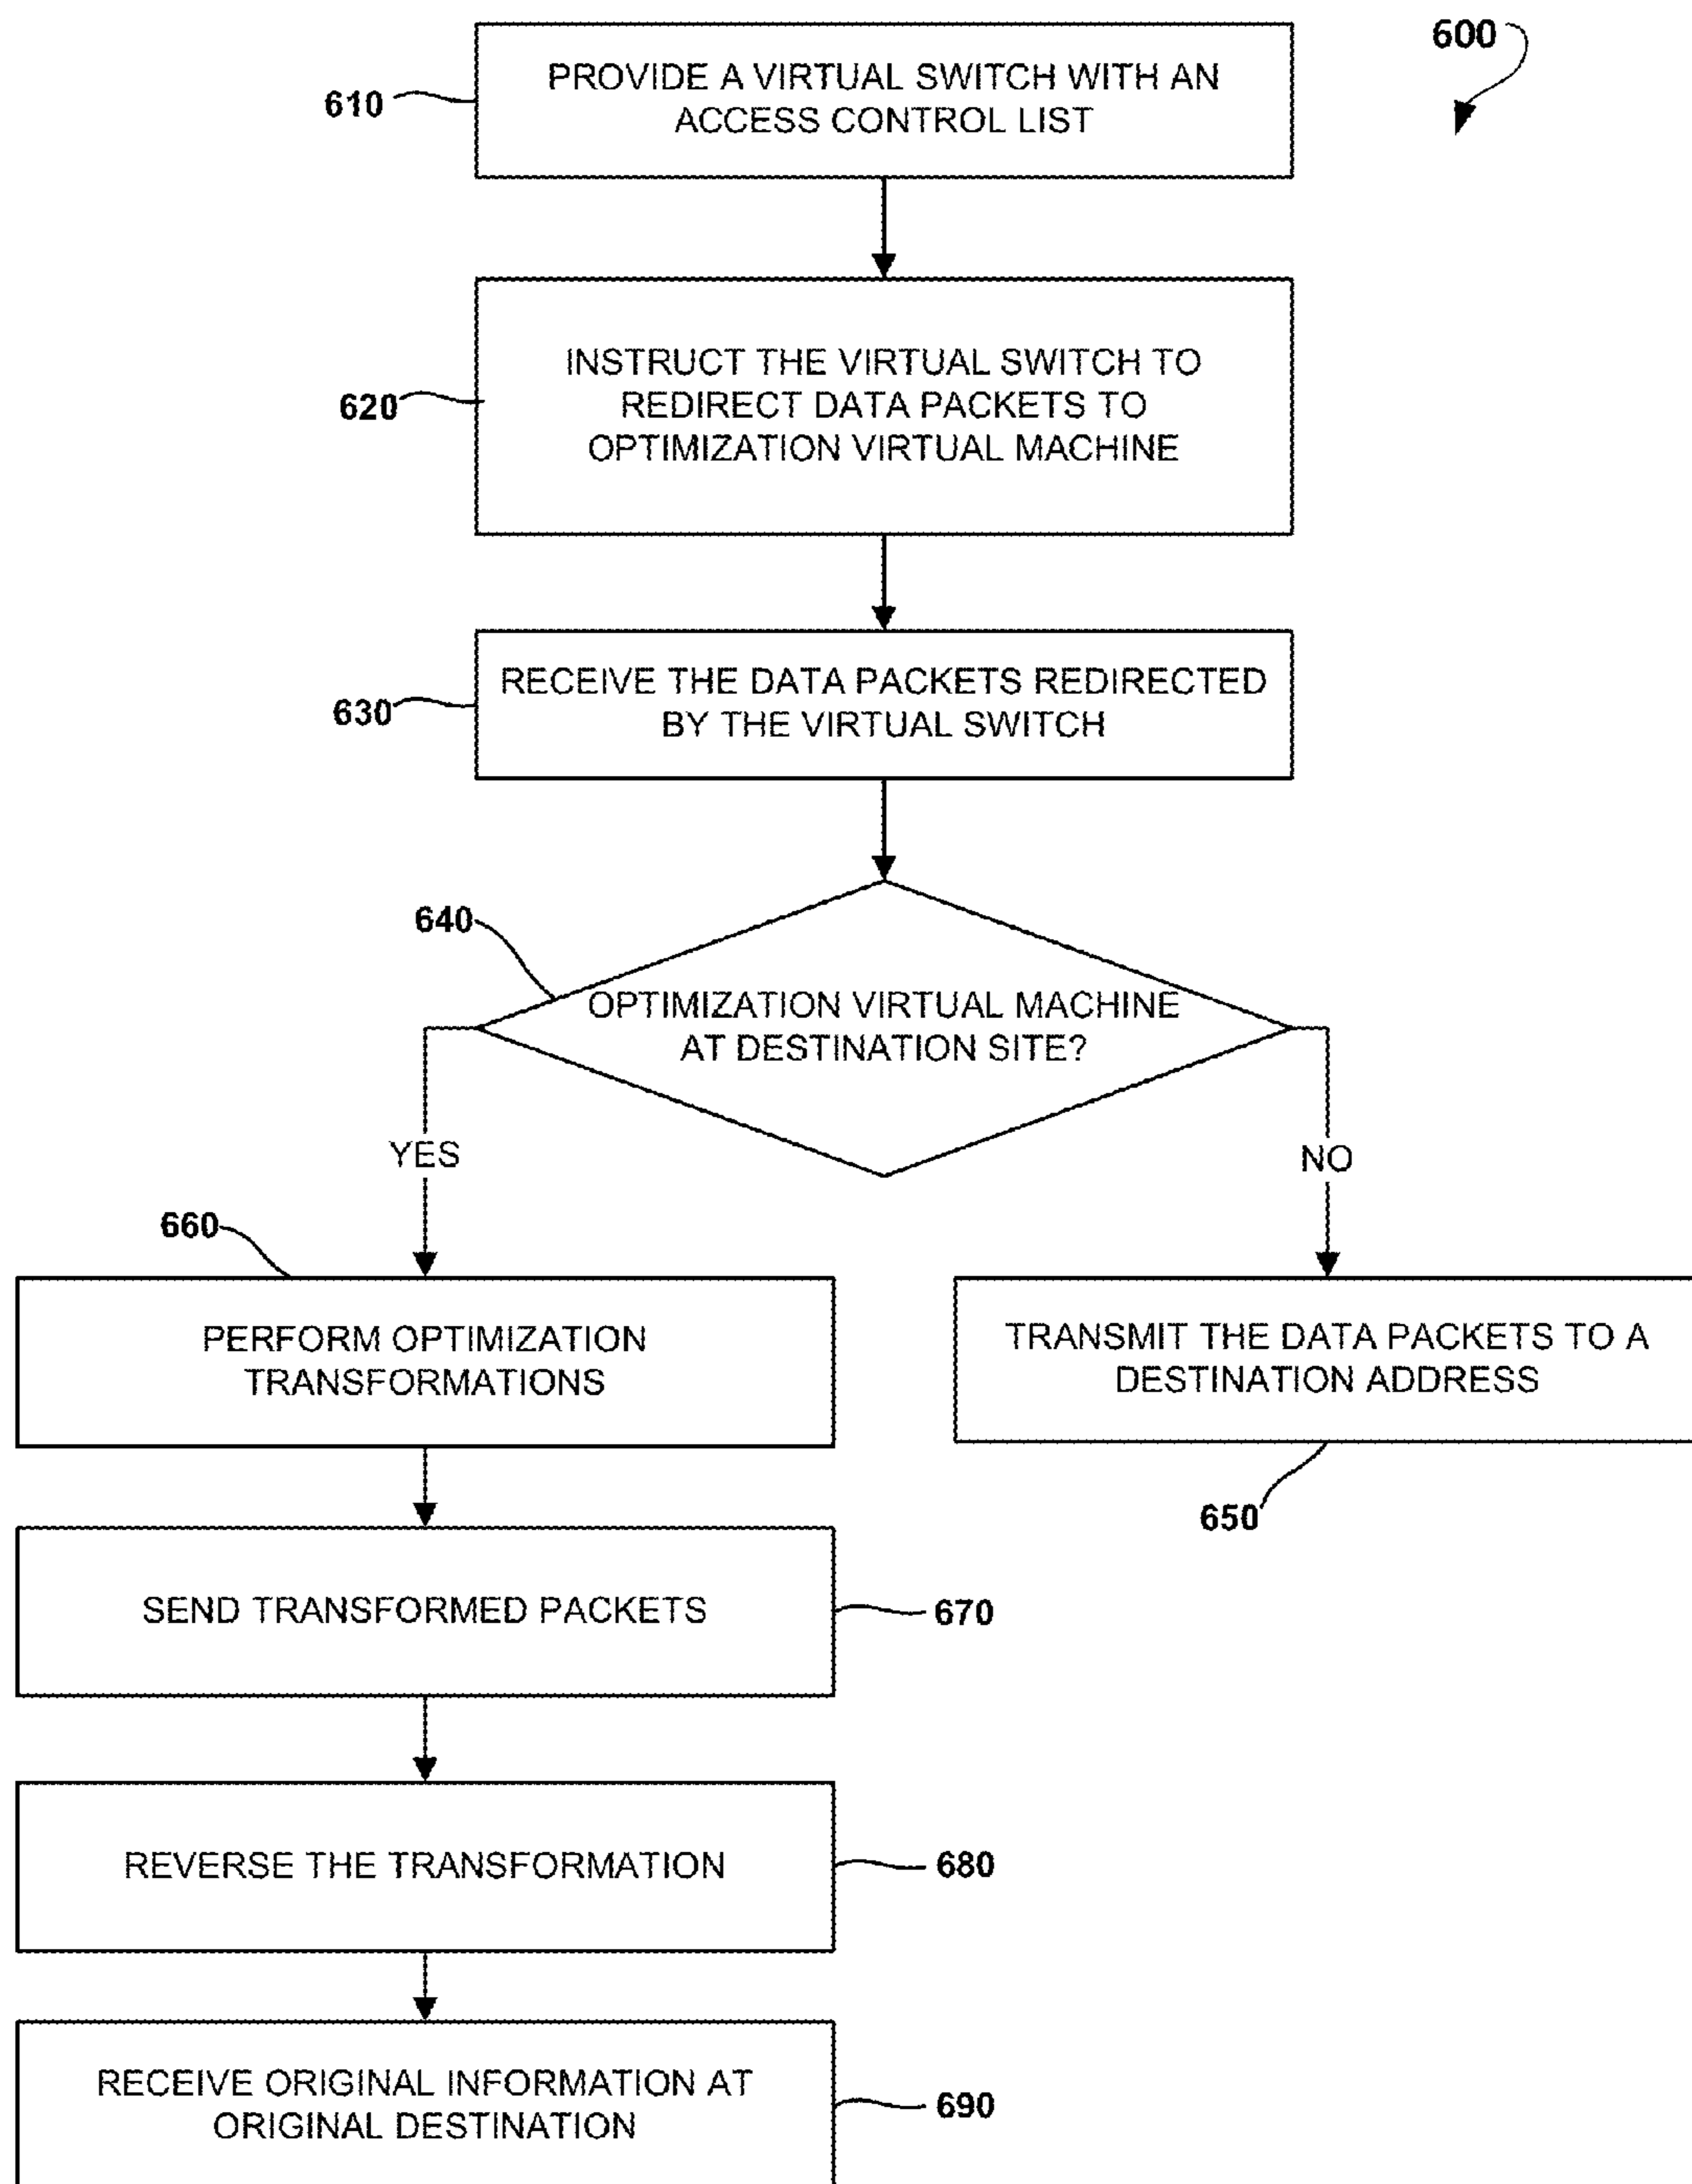 600
PROVIDE A VIRTUAL SWITCH WITH AN
ACCESS CONTROL LIST
610
INSTRUCT THE VIRTUAL SWITCH TO
REDIRECT DATA PACKETS TO
OPTIMIZATION VIRTUAL MACHINE
620
RECEIVE THE DATA PACKETS REDIRECTED
BY THE VIRTUAL SWITCH
630
640
OPTIMIZATION VIRTUAL MACHINE
AT DESTINATION SITE?
YES
NO
660
PERFORM OPTIMIZATION
TRANSFORMATIONS
TRANSMIT THE DATA PACKETS TO A
DESTINATION ADDRESS
650
SEND TRANSFORMED PACKETS
670
REVERSE THE TRANSFORMATION
680
RECEIVE ORIGINAL INFORMATION AT
ORIGINAL DESTINATION
690